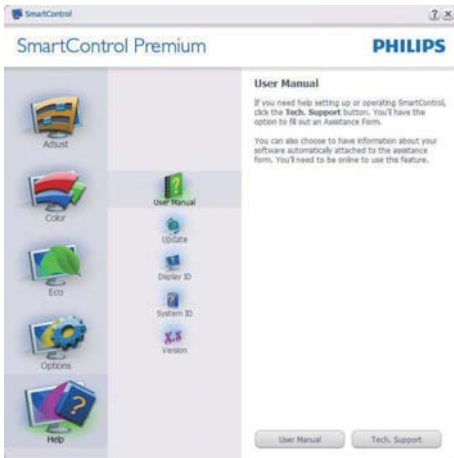 SmartControl
SmartControl Premium
PHILIPS
Adjust
Color
Eco
Options
Help
User Manual
Update
Display ID
System ID
Version
User Manual
If you need help setting up or operating SmartControl,
click the Tech. Support button. You'll have the
option to fill out an Assistance Form.
You can also choose to have information about your
software automatically attached to the assistance
form. You'll need to be online to use this feature.
User Manual
Tech. Support